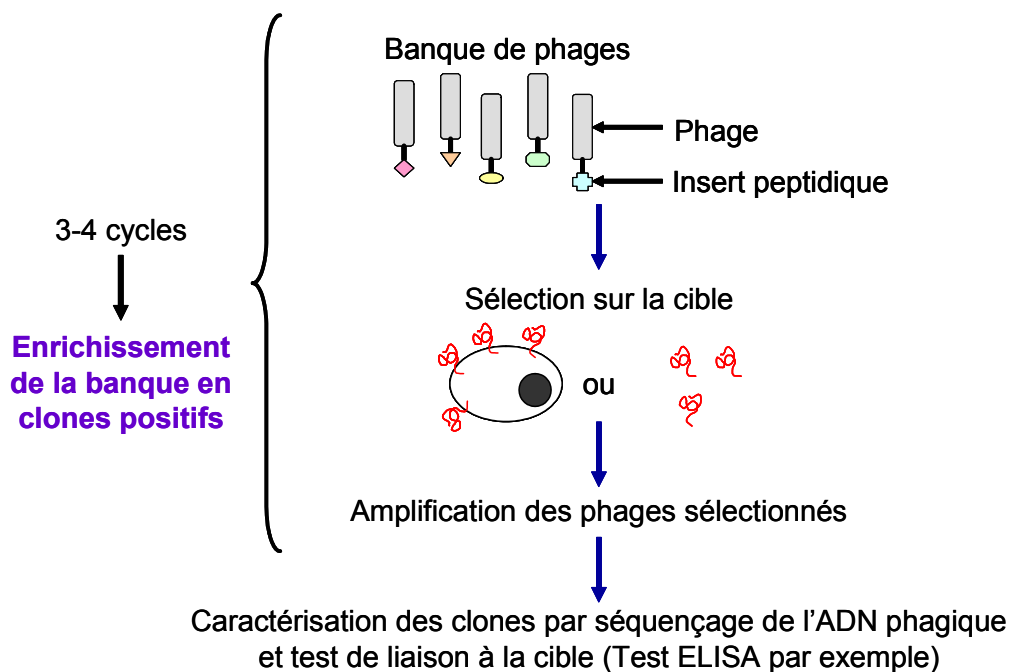 Banque de phages
Phage
Insert peptidique
3-4 cycles
Enrichissement
de la banque en
clones positifs
Sélection sur la cible
ou
Amplification des phages sélectionnés
Caractérisation des clones par séquençage de l’ADN phagique
et test de liaison à la cible (Test ELISA par exemple)